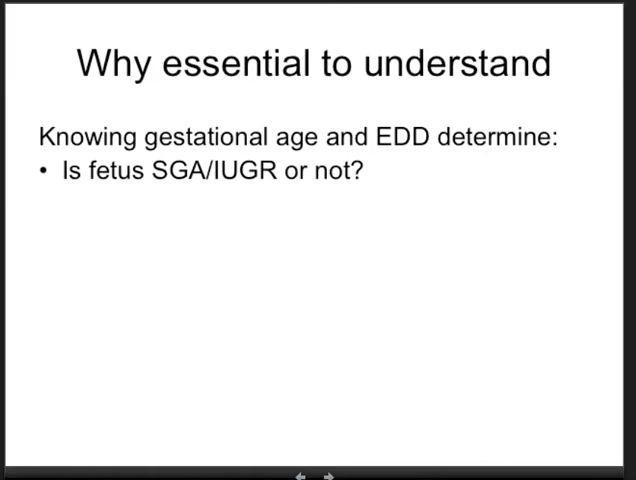 Why essential to understand
Knowing gestational age and EDD determine:
• Is fetus SGA/IUGR or not?